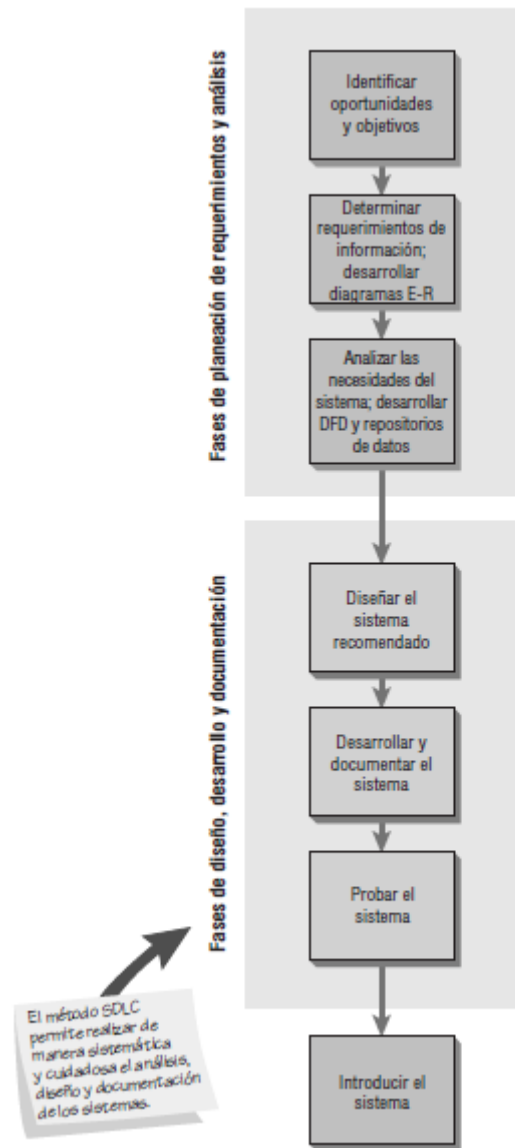 Fases de planeación de requerimientos y análisis
Identificar
oportunidades
y objetivos
Determinar
requerimientos de
información;
desarrollar
diagramas E-R
Analizar las
necesidades del
sistema; desarrollar
DFD y repositorios
de datos
Fases de diseño, desarrollo y documentación
Diseñar el
sistema
recomendado
Desarrollar y
documentar el
sistema
Probar el
sistema
El método SDLC
permite realizar de
manera sistemática
y cuidadosa el análisis,
diseño y documentación
de los sistemas.
Introducir el
sistema